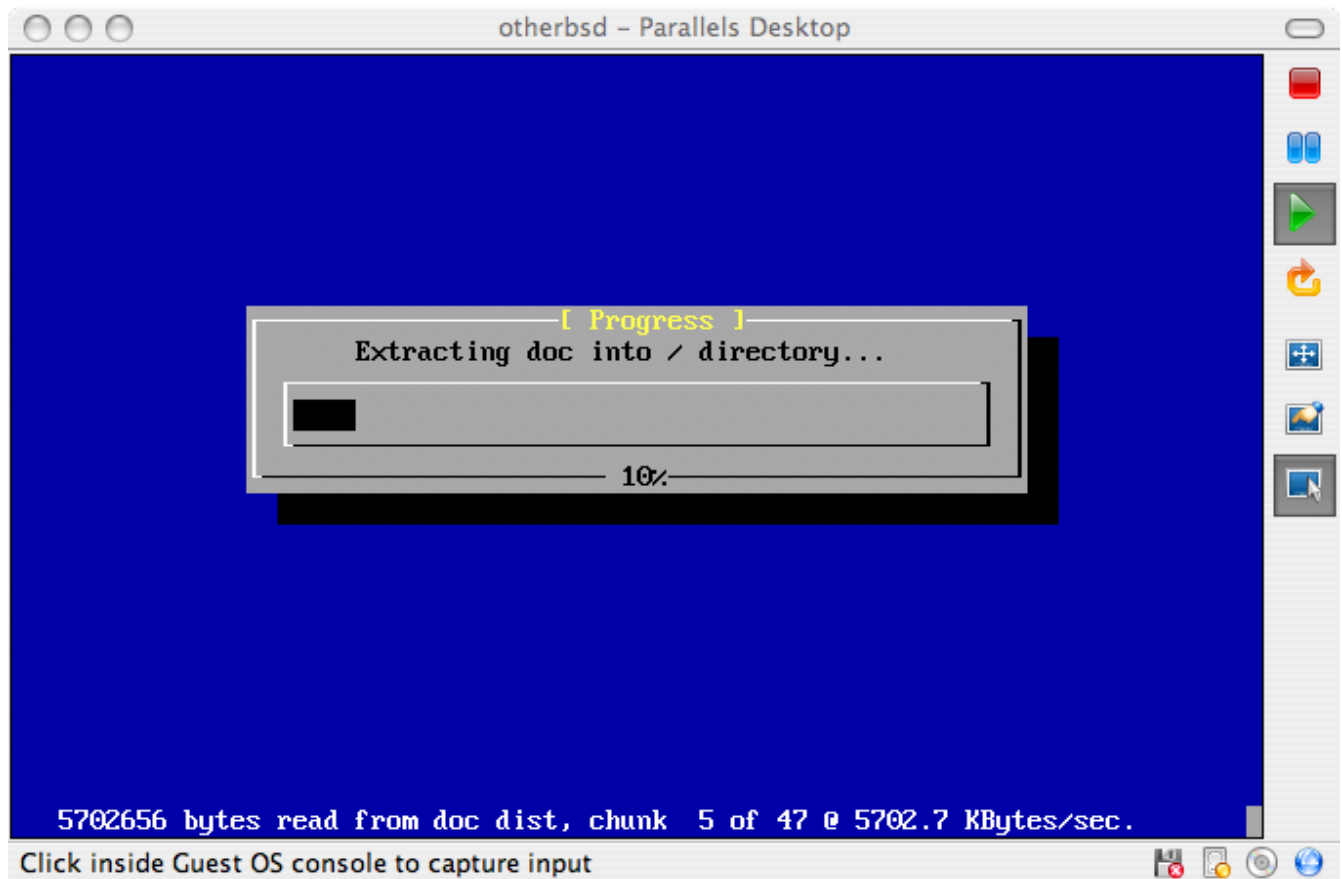 otherbsd – Parallels Desktop
[ Progress ]
Extracting doc into / directory...
10%
5702656 bytes read from doc dist, chunk  5 of 47 @ 5702.7 KBytes/sec.
Click inside Guest OS console to capture input